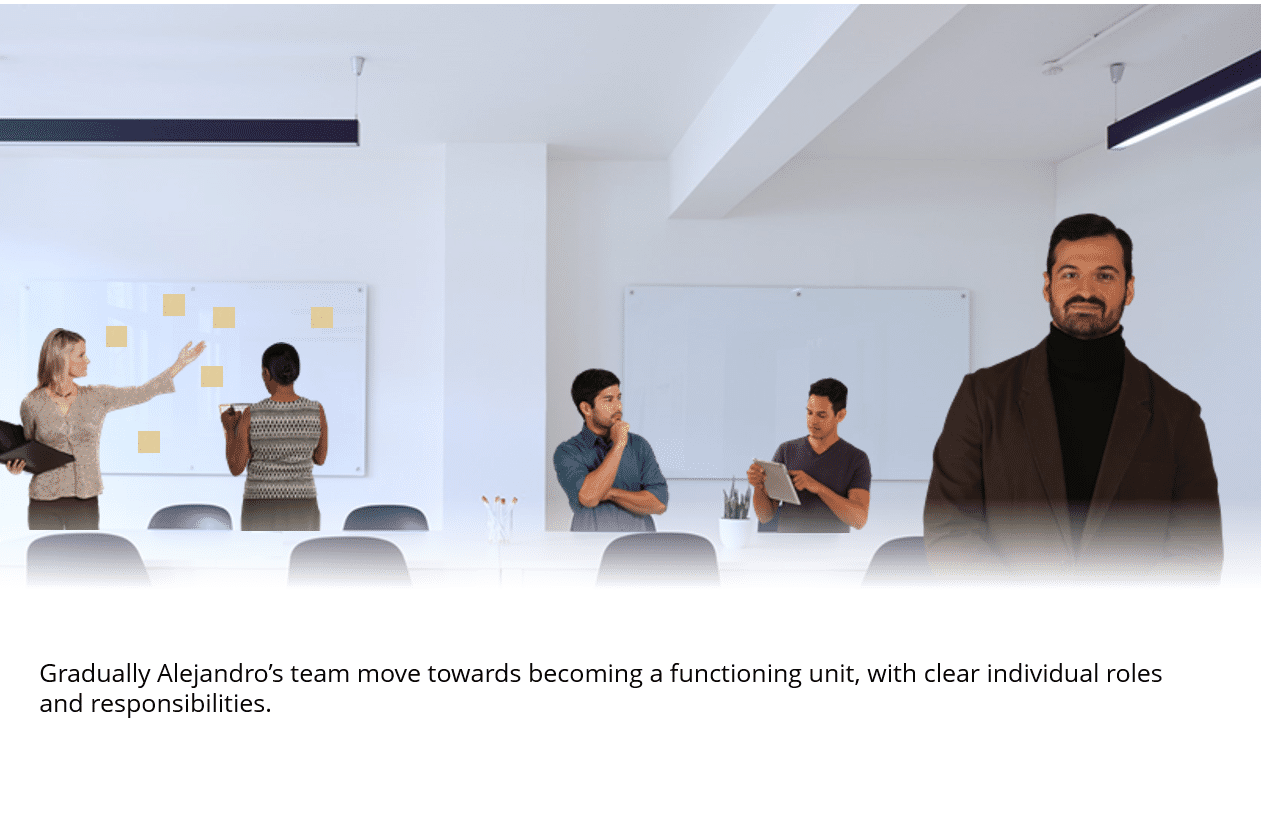 Gradually Alejandro’s team move towards becoming a functioning unit, with clear individual roles
and responsibilities.